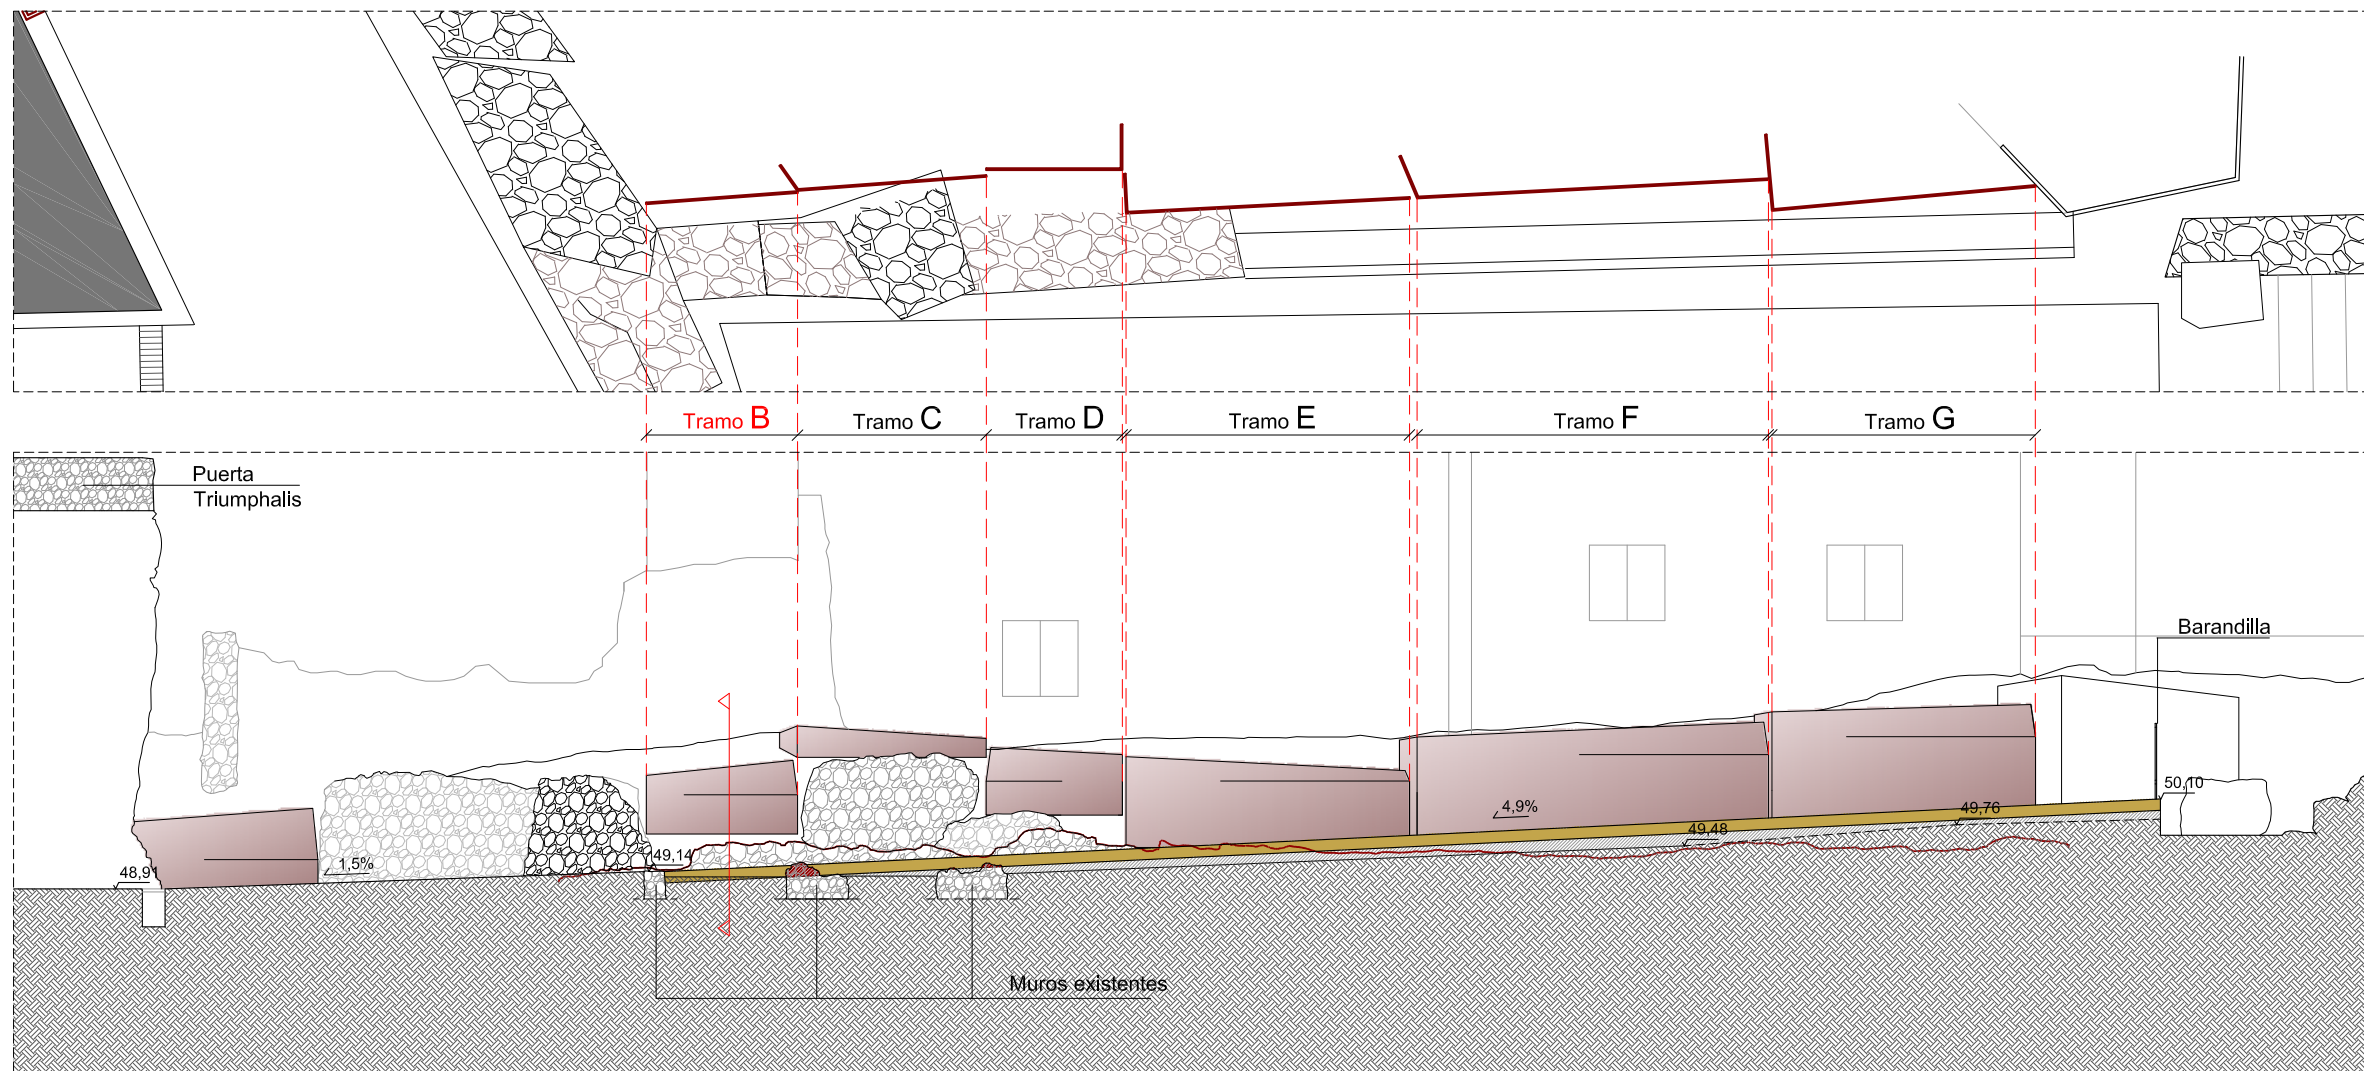 Tramo B
Tramo C
Tramo D
Tramo E
Tramo F
Tramo G
Puerta
Triumphalis
Barandilla
50,10
4,9%
49,76
49,48
49,14
1,5%
48,91
Muros existentes